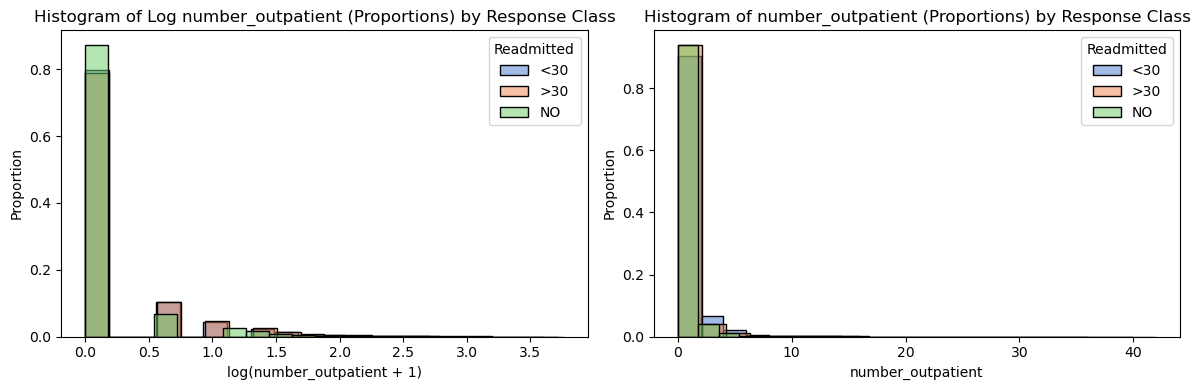 Histogram of Log number_outpatient (Proportions) by Response Class
Proportion
0.8
0.6
0.4
0.2
0.0
Readmitted
<30
>30
NO
0.0 0.5 1.0 1.5 2.0 2.5 3.0 3.5
log(number_outpatient + 1)
Histogram of number_outpatient (Proportions) by Response Class
Proportion
0.8
0.6
0.4
0.2
0.0
Readmitted
<30
>30
NO
0 10 20 30 40
number_outpatient